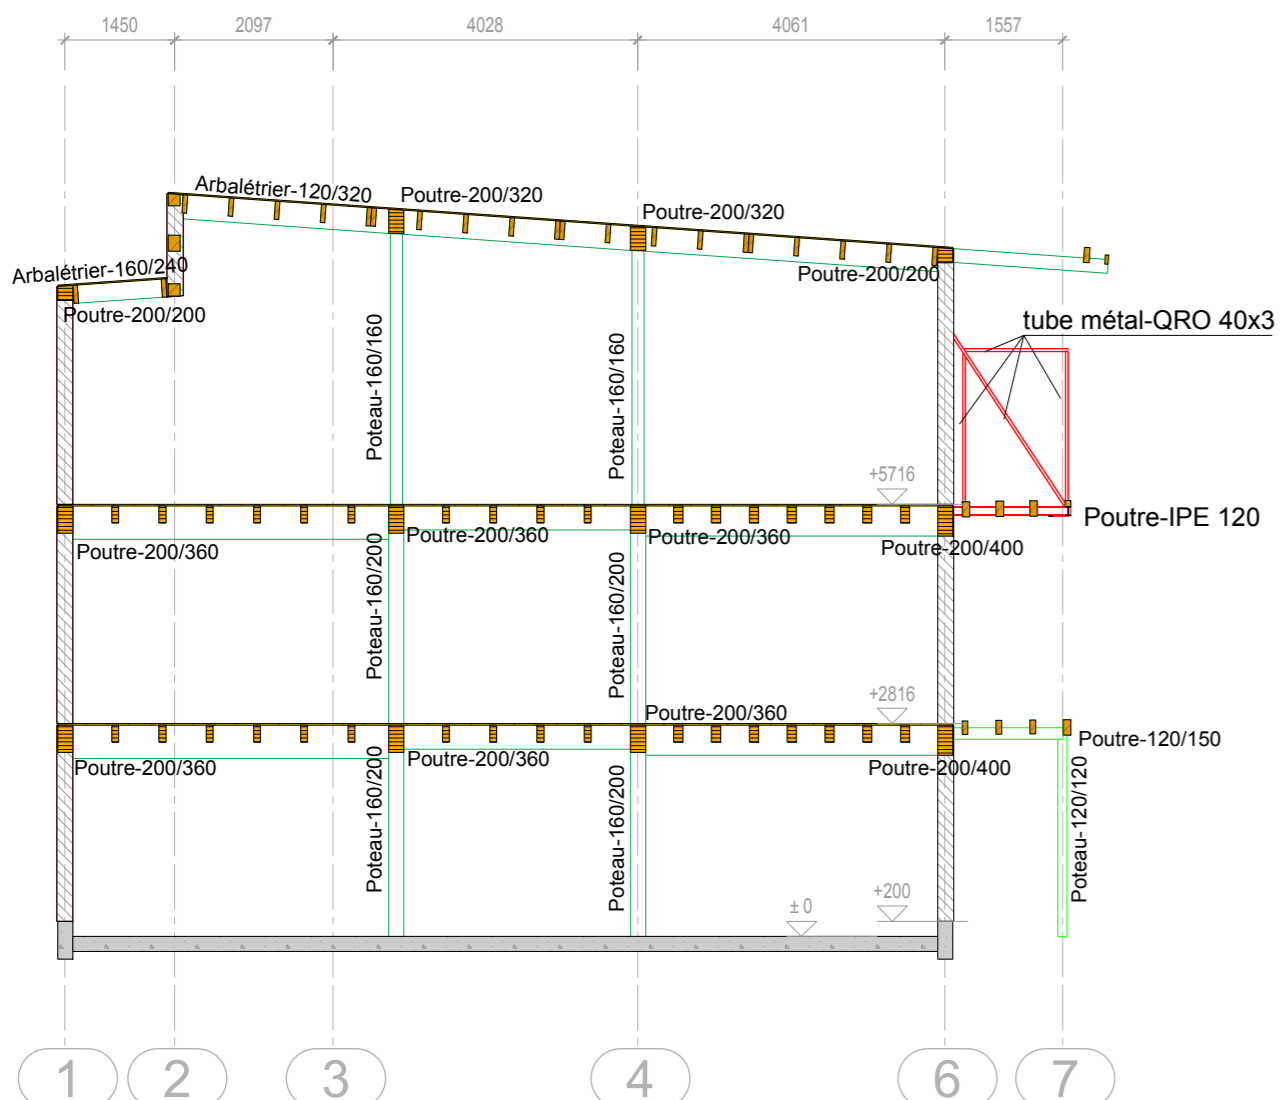 1450 2097 4028 4061 1557
Arbalétrier-120/320
Poutre-200/320
Poutre-200/320
Arbalétrier-160/240
Poutre-200/200
Poutre-200/200
tube métal-QRO 40x3
Poteau-160/160
Poteau-160/160
+5716
Poutre-IPE 120
Poutre-200/360
Poutre-200/360
Poutre-200/360
Poutre-200/400
Poteau-160/200
Poteau-160/200
+2816
Poutre-200/360
Poutre-120/150
Poutre-200/360
Poutre-200/360
Poutre-200/400
Poteau-160/200
Poteau-160/200
Poteau-120/120
± 0
+200
1 2 3 4 6 7